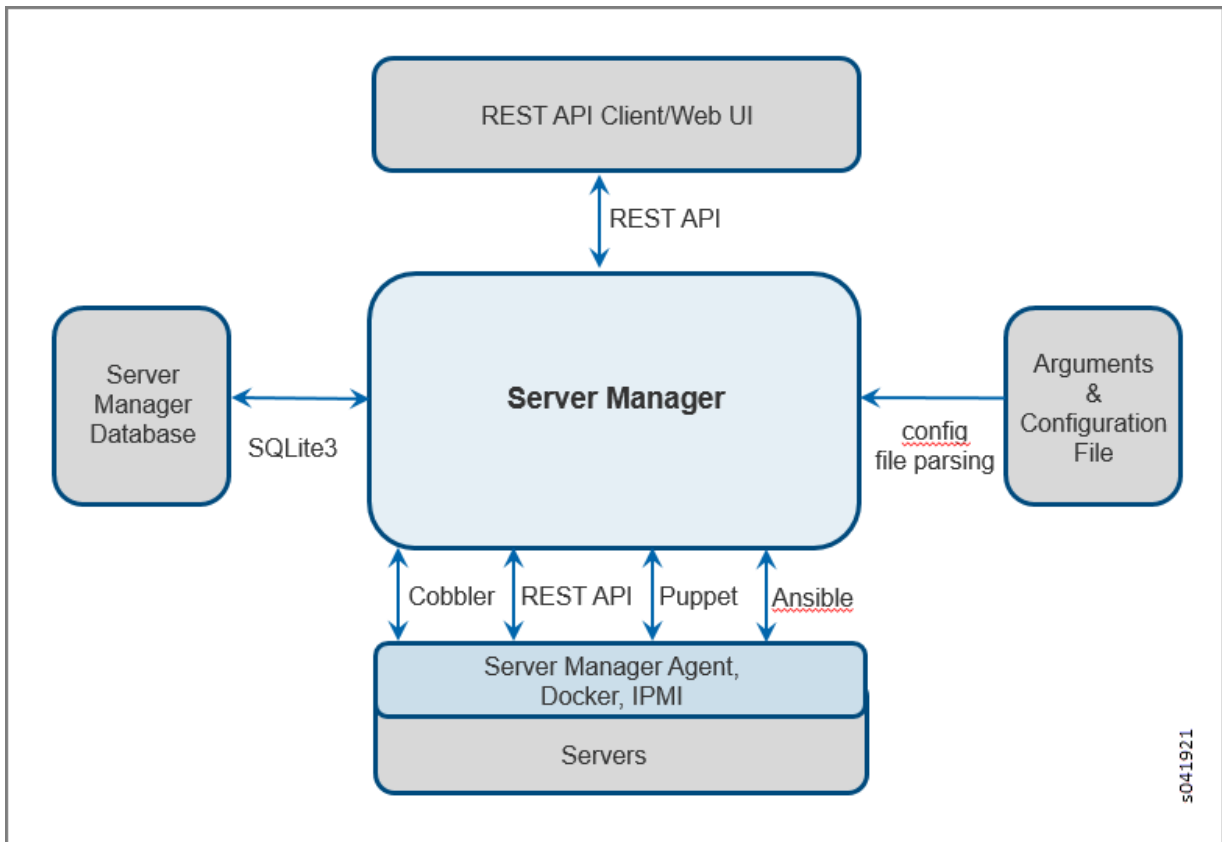 REST API Client/Web UI
REST API
Server
Manager
Database
SQLite3
Server Manager
config
file parsing
Arguments
&
Configuration
File
Cobbler
REST API
Puppet
Ansible
Server Manager Agent,
Docker, IPMI
Servers
s041921